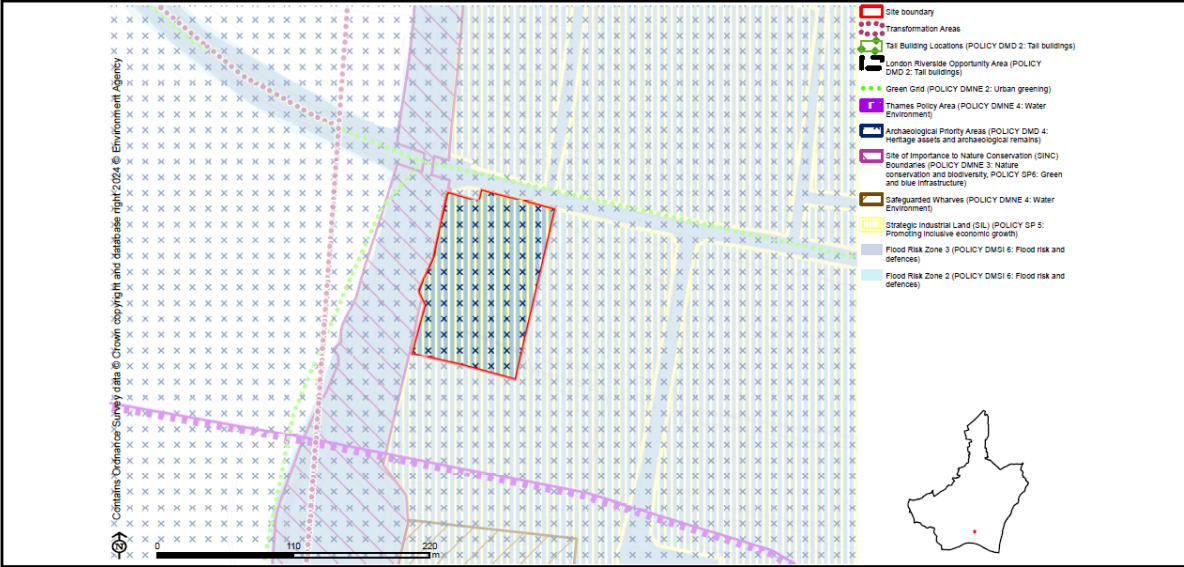 Site boundary
Transformation Areas
Tall Building Locations (POLICY DMD 2: Tall buildings)
London Riverside Opportunity Area (POLICY
DMD 2: Tall buildings)
Green Grid (POLICY DMNE 2: Urban greening)
Thames Policy Area (POLICY DMNE 4: Water
Environment)
Archaeological Priority Areas (POLICY DMD 4:
Heritage assets and archaeological remains)
Site of Importance to Nature Conservation (SINC)
Boundaries (POLICY DMNE 3: Nature
conservation and biodiversity, POLICY SP6: Green
and blue infrastructure)
Safeguarded Wharves (POLICY DMNE 4: Water
Environment)
Strategic Industrial Land (SIL) (POLICY SP 5:
Promoting inclusive economic growth)
Flood Risk Zone 3 (POLICY DMSI 6: Flood risk and
defences)
Flood Risk Zone 2 (POLICY DMSI 6: Flood risk and
defences)
Contains Ordnance Survey data © Crown copyright and database right 2024 © Environment Agency
N
0 110 220
m